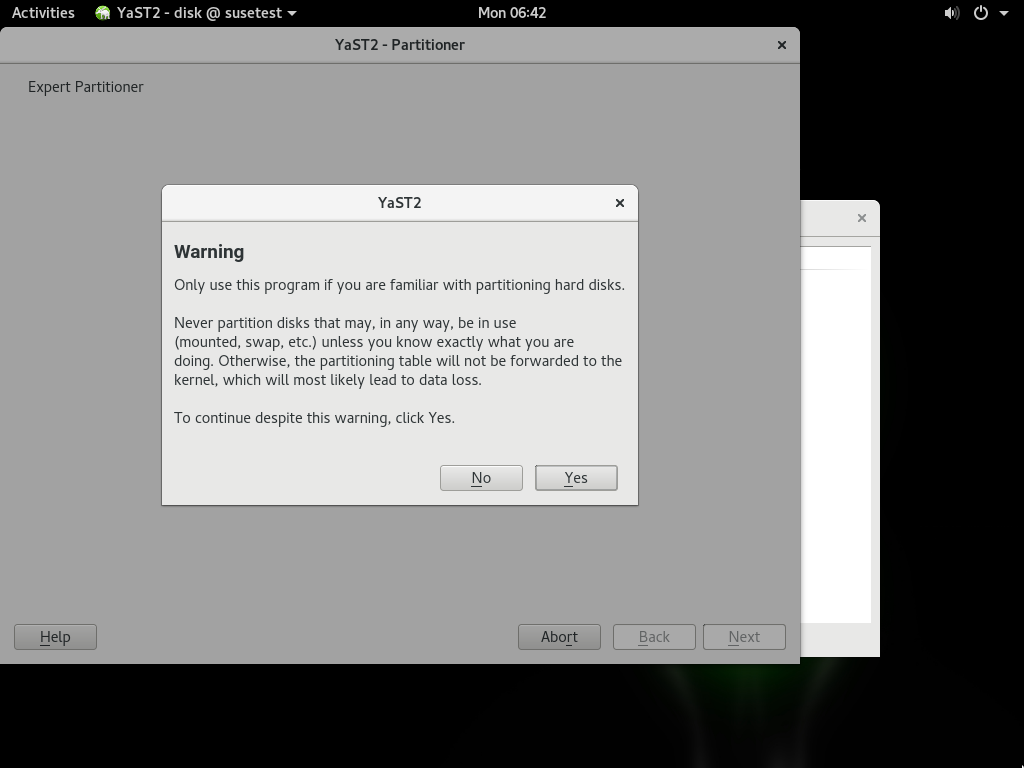 Activities
YaST2 - disk @ susetest
Mon 06:42
YaST2 - Partitioner
Expert Partitioner
YaST2
Warning
Only use this program if you are familiar with partitioning hard disks.
Never partition disks that may, in any way, be in use
(mounted, swap, etc.) unless you know exactly what you are
doing. Otherwise, the partitioning table will not be forwarded to the
kernel, which will most likely lead to data loss.
To continue despite this warning, click Yes.
No
Yes
Help
Abort
Back
Next